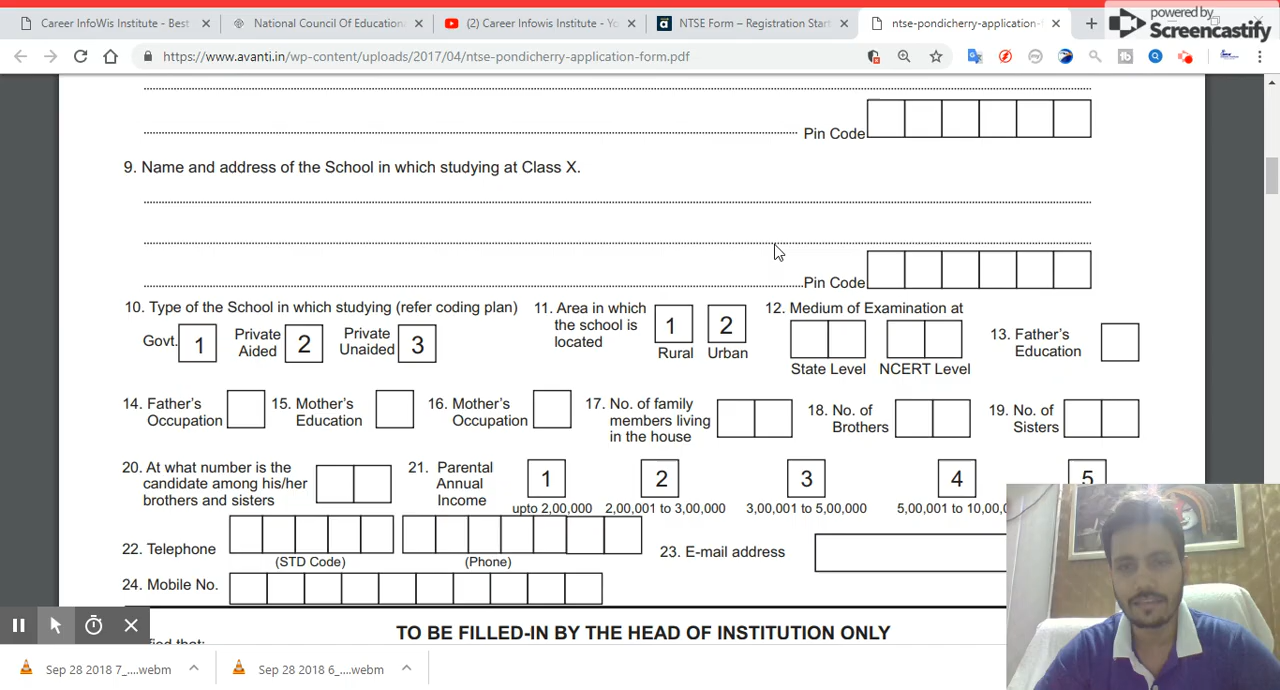 powered by
Screencastify
Career InfoWis Institute - Best
National Council Of Educationa
(2) Career Infowis Institute - Yo
NTSE Form – Registration Start
ntse-pondicherry-application-f
https://www.avanti.in/wp-content/uploads/2017/04/ntse-pondicherry-application-form.pdf
Pin Code
9. Name and address of the School in which studying at Class X.
Pin Code
10. Type of the School in which studying (refer coding plan)
Govt. 1 Private Aided 2 Private Unaided 3
11. Area in which the school is located
1 2
Rural Urban
12. Medium of Examination at
State Level NCERT Level
13. Father's Education
14. Father's Occupation
15. Mother's Education
16. Mother's Occupation
17. No. of family members living in the house
18. No. of Brothers
19. No. of Sisters
20. At what number is the candidate among his/her brothers and sisters
21. Parental Annual Income
1 2 3 4 5
upto 2,00,000 2,00,001 to 3,00,000 3,00,001 to 5,00,000 5,00,001 to 10,00,0
22. Telephone
(STD Code) (Phone)
23. E-mail address
24. Mobile No.
TO BE FILLED-IN BY THE HEAD OF INSTITUTION ONLY
fied that:
Sep 28 2018 7_....webm
Sep 28 2018 6_....webm